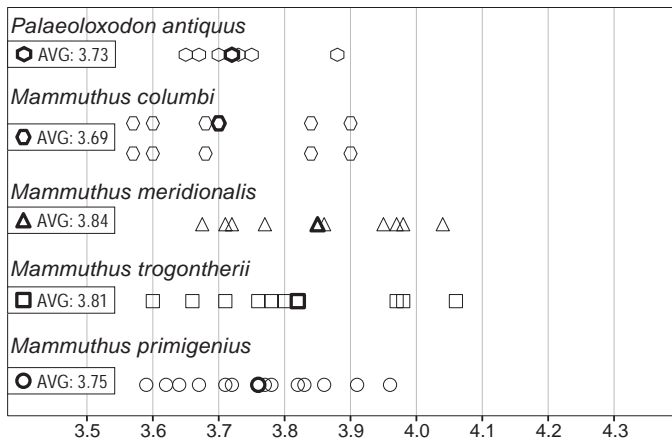 Palaeoloxodon antiquus
AVG: 3.73
Mammuthus columbi
AVG: 3.69
Mammuthus meridionalis
AVG: 3.84
Mammuthus trogontherii
AVG: 3.81
Mammuthus primigenius
AVG: 3.75
3.5 3.6 3.7 3.8 3.9 4.0 4.1 4.2 4.3